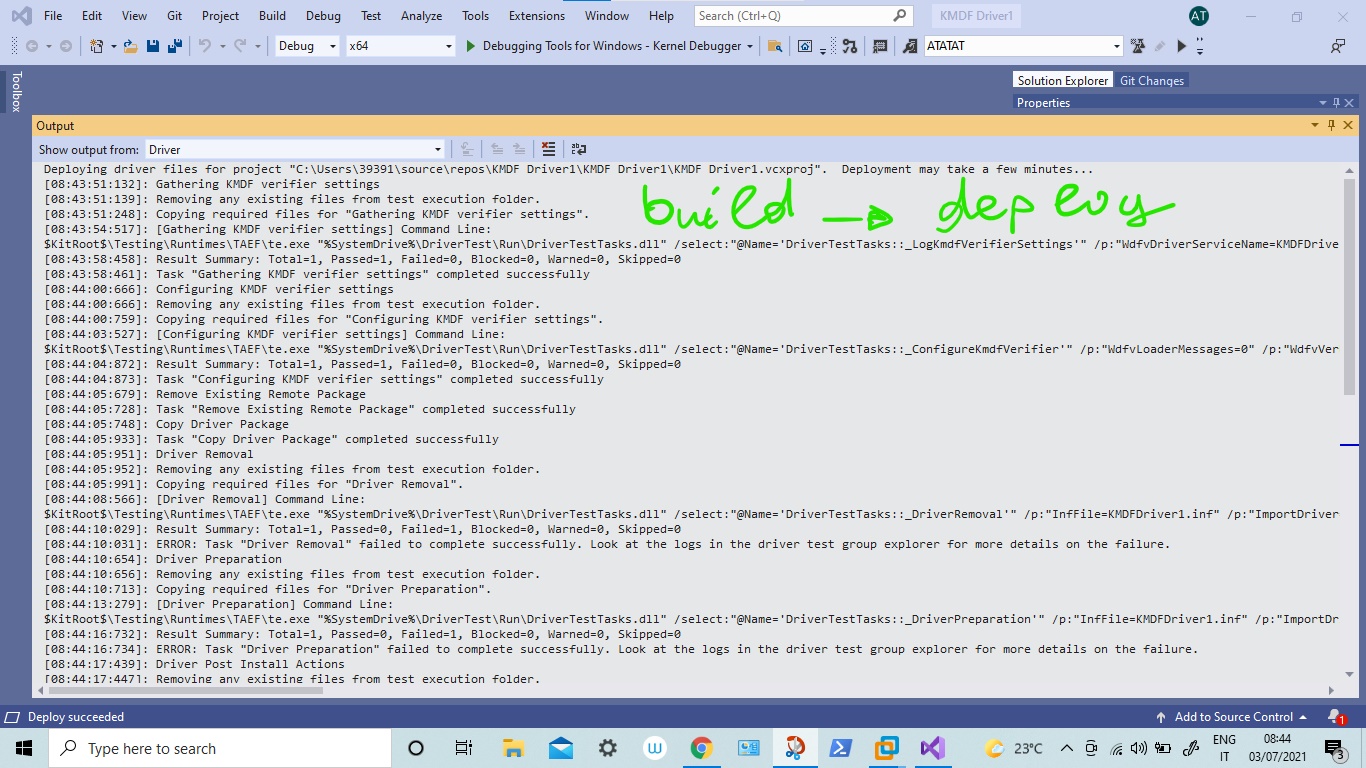 File Edit View Git Project Build Debug Test Analyze Tools Extensions Window Help Search (Ctrl+Q) KMDF Driver1 AT
Debug x64 Debugging Tools for Windows - Kernel Debugger ATATAT
Toolbox
Solution Explorer Git Changes
Properties
Output
Show output from: Driver
Deploying driver files for project "C:\Users\39391\source\repos\KMDF Driver1\KMDF Driver1\KMDF Driver1.vcxproj".  Deployment may take a few minutes...
[08:43:51:132]: Gathering KMDF verifier settings
[08:43:51:139]: Removing any existing files from test execution folder.
build → deploy
[08:43:51:248]: Copying required files for "Gathering KMDF verifier settings".
[08:43:54:517]: [Gathering KMDF verifier settings] Command Line:
$KitRoot$\Testing\Runtimes\TAEF\te.exe "%SystemDrive%\DriverTest\Run\DriverTestTasks.dll" /select:"@Name='DriverTestTasks::_LogKmdfVerifierSettings'" /p:"WdfvDriverServiceName=KMDFDrive
[08:43:58:458]: Result Summary: Total=1, Passed=1, Failed=0, Blocked=0, Warned=0, Skipped=0
[08:43:58:461]: Task "Gathering KMDF verifier settings" completed successfully
[08:44:00:666]: Configuring KMDF verifier settings
[08:44:00:666]: Removing any existing files from test execution folder.
[08:44:00:759]: Copying required files for "Configuring KMDF verifier settings".
[08:44:03:527]: [Configuring KMDF verifier settings] Command Line:
$KitRoot$\Testing\Runtimes\TAEF\te.exe "%SystemDrive%\DriverTest\Run\DriverTestTasks.dll" /select:"@Name='DriverTestTasks::_ConfigureKmdfVerifier'" /p:"WdfvLoaderMessages=0" /p:"WdfvVer
[08:44:04:872]: Result Summary: Total=1, Passed=1, Failed=0, Blocked=0, Warned=0, Skipped=0
[08:44:04:873]: Task "Configuring KMDF verifier settings" completed successfully
[08:44:05:679]: Remove Existing Remote Package
[08:44:05:728]: Task "Remove Existing Remote Package" completed successfully
[08:44:05:748]: Copy Driver Package
[08:44:05:933]: Task "Copy Driver Package" completed successfully
[08:44:05:951]: Driver Removal
[08:44:05:952]: Removing any existing files from test execution folder.
[08:44:05:991]: Copying required files for "Driver Removal".
[08:44:08:566]: [Driver Removal] Command Line:
$KitRoot$\Testing\Runtimes\TAEF\te.exe "%SystemDrive%\DriverTest\Run\DriverTestTasks.dll" /select:"@Name='DriverTestTasks::_DriverRemoval'" /p:"InfFile=KMDFDriver1.inf" /p:"ImportDriver
[08:44:10:029]: Result Summary: Total=1, Passed=0, Failed=1, Blocked=0, Warned=0, Skipped=0
[08:44:10:031]: ERROR: Task "Driver Removal" failed to complete successfully. Look at the logs in the driver test group explorer for more details on the failure.
[08:44:10:654]: Driver Preparation
[08:44:10:656]: Removing any existing files from test execution folder.
[08:44:10:713]: Copying required files for "Driver Preparation".
[08:44:13:279]: [Driver Preparation] Command Line:
$KitRoot$\Testing\Runtimes\TAEF\te.exe "%SystemDrive%\DriverTest\Run\DriverTestTasks.dll" /select:"@Name='DriverTestTasks::_DriverPreparation'" /p:"InfFile=KMDFDriver1.inf" /p:"ImportDr
[08:44:16:732]: Result Summary: Total=1, Passed=0, Failed=1, Blocked=0, Warned=0, Skipped=0
[08:44:16:734]: ERROR: Task "Driver Preparation" failed to complete successfully. Look at the logs in the driver test group explorer for more details on the failure.
[08:44:17:439]: Driver Post Install Actions
[08:44:17:447]: Removing any existing files from test execution folder.
Deploy succeeded Add to Source Control 1
Type here to search 23°C ENG 08:44
IT 03/07/2021 3